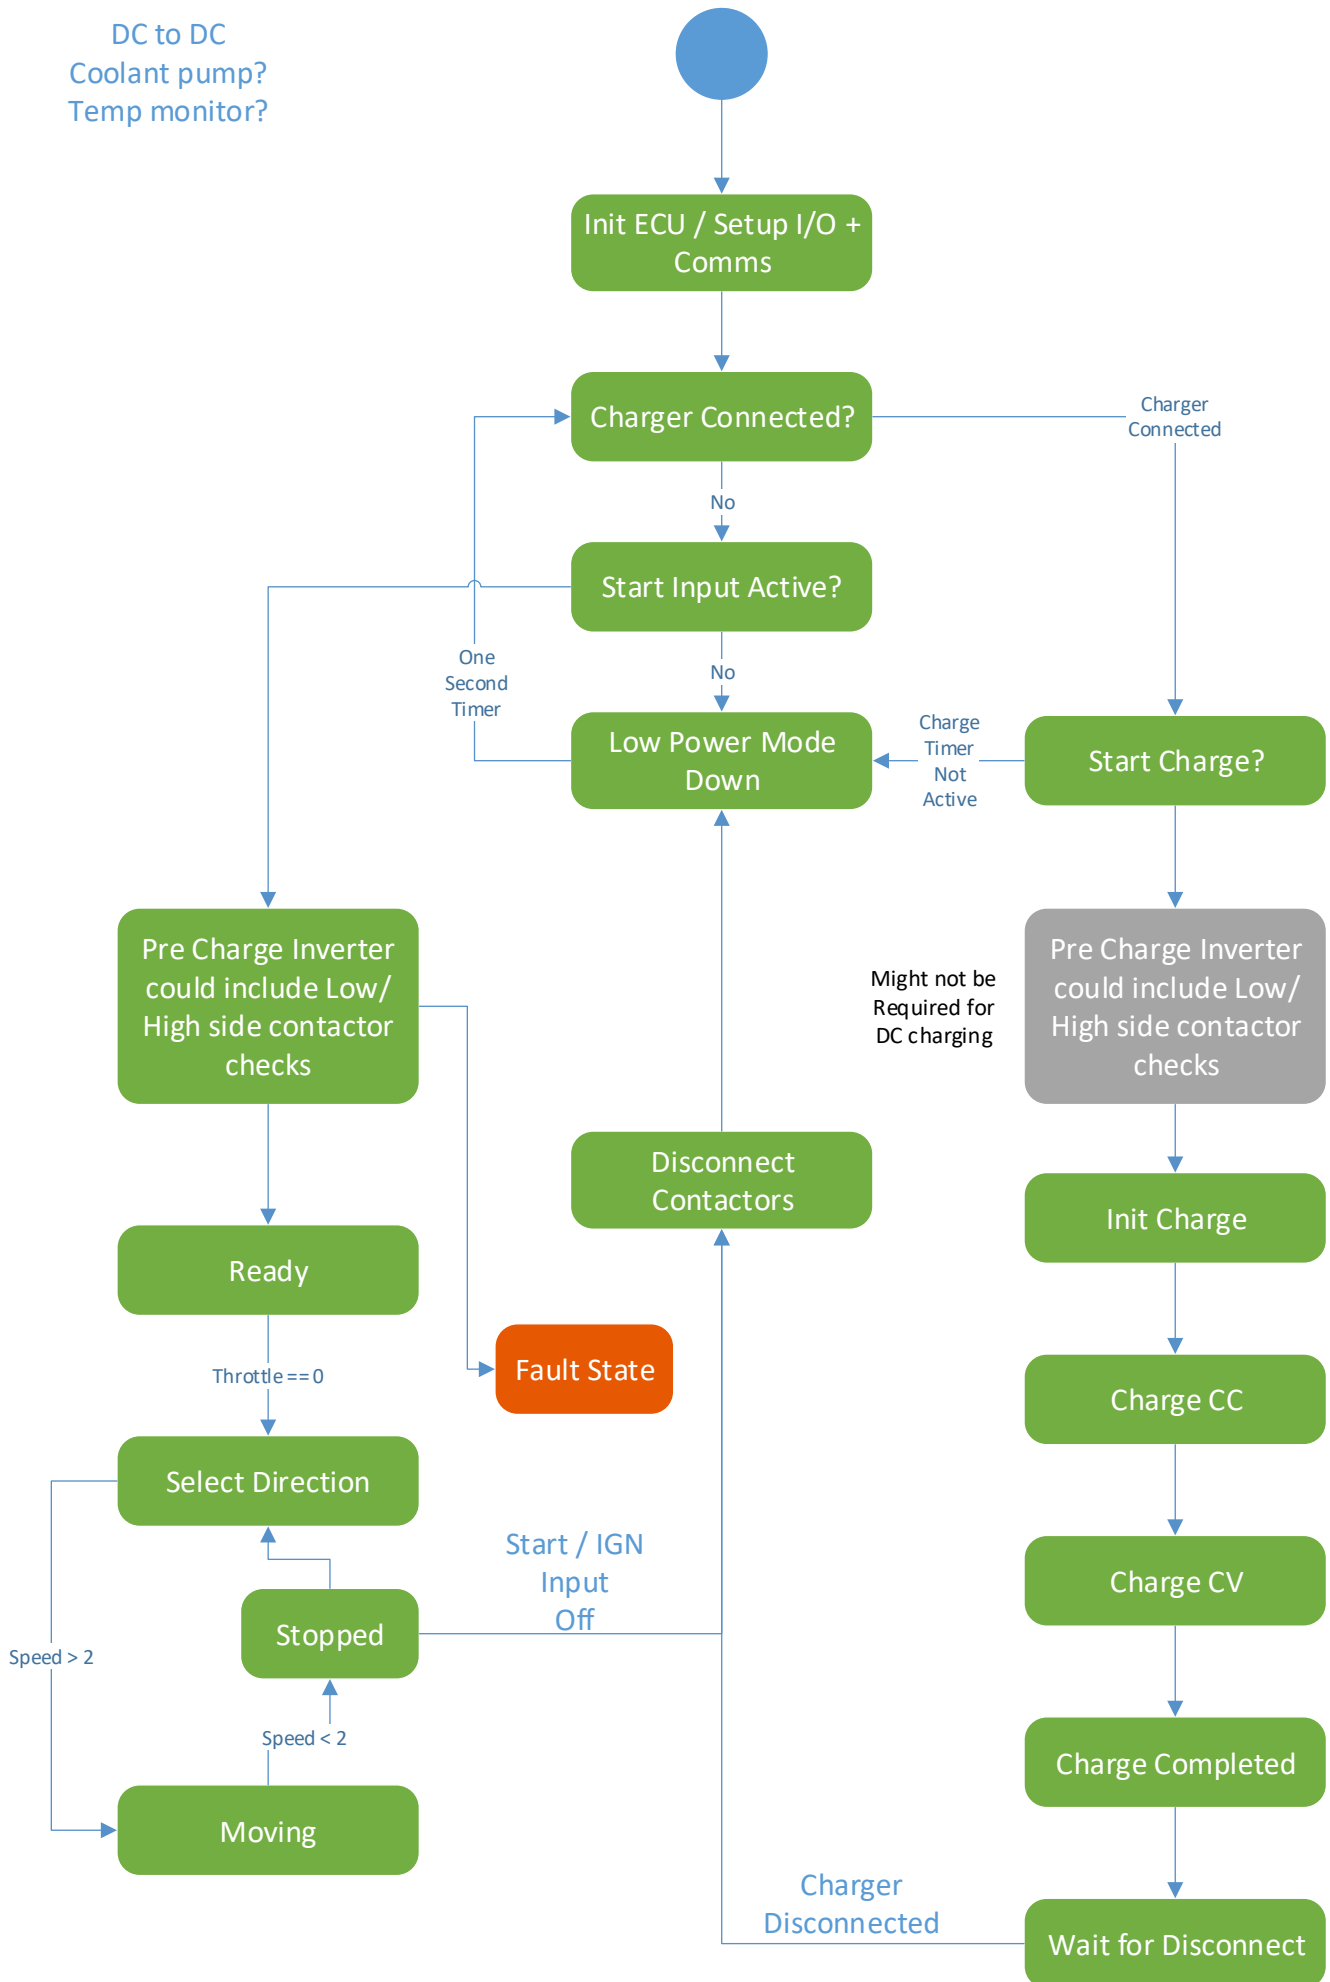 DC to DC
Coolant pump?
Temp monitor?
Init ECU / Setup I/O +
Comms
Charger Connected?
Charger
Connected
No
Start Input Active?
One
Second
Timer
No
Low Power Mode
Down
Charge
Timer
Not
Active
Start Charge?
Pre Charge Inverter
could include Low/
High side contactor
checks
Might not be
Required for
DC charging
Pre Charge Inverter
could include Low/
High side contactor
checks
Disconnect
Contactors
Init Charge
Ready
Fault State
Throttle == 0
Charge CC
Select Direction
Start / IGN
Input
Off
Charge CV
Stopped
Speed > 2
Speed < 2
Charge Completed
Moving
Charger
Disconnected
Wait for Disconnect